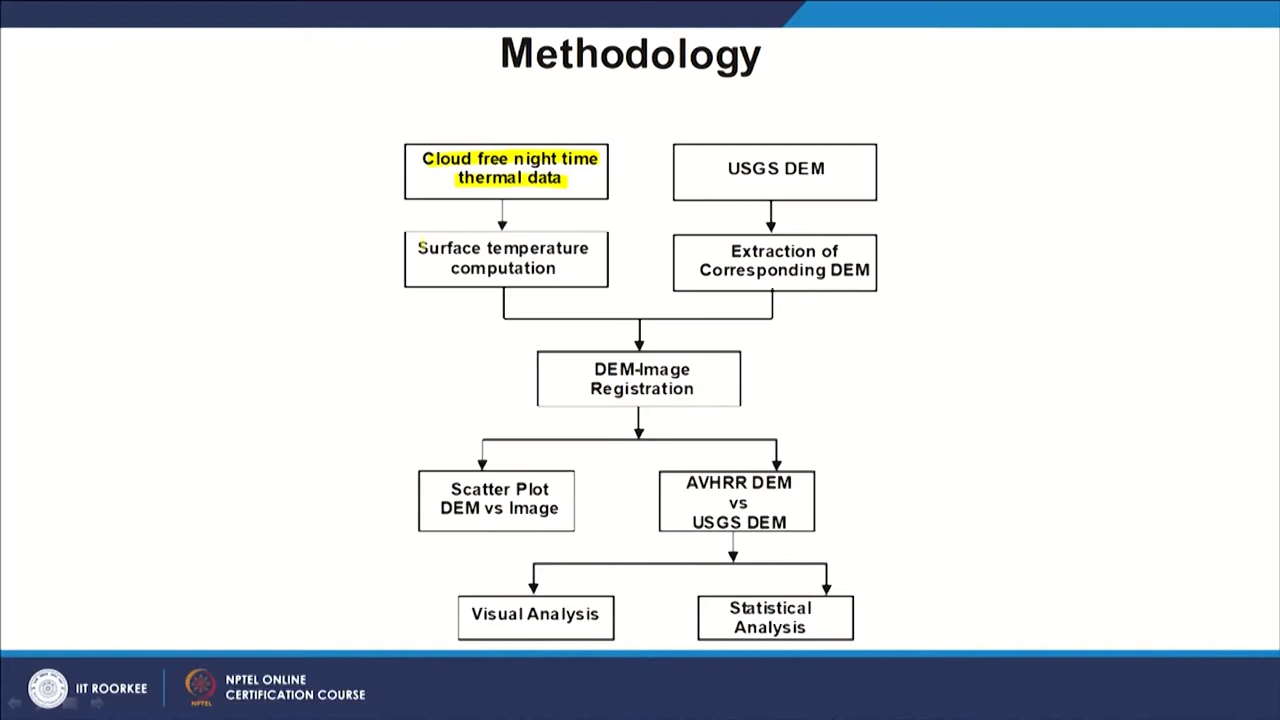 Methodology
Cloud free night time
thermal data
USGS DEM
Surface temperature
computation
Extraction of
Corresponding DEM
DEM-Image
Registration
Scatter Plot
DEM vs Image
AVHRR DEM
vs
USGS DEM
Visual Analysis
Statistical
Analysis
IIT ROORKEE
NPTEL
NPTEL ONLINE
CERTIFICATION COURSE